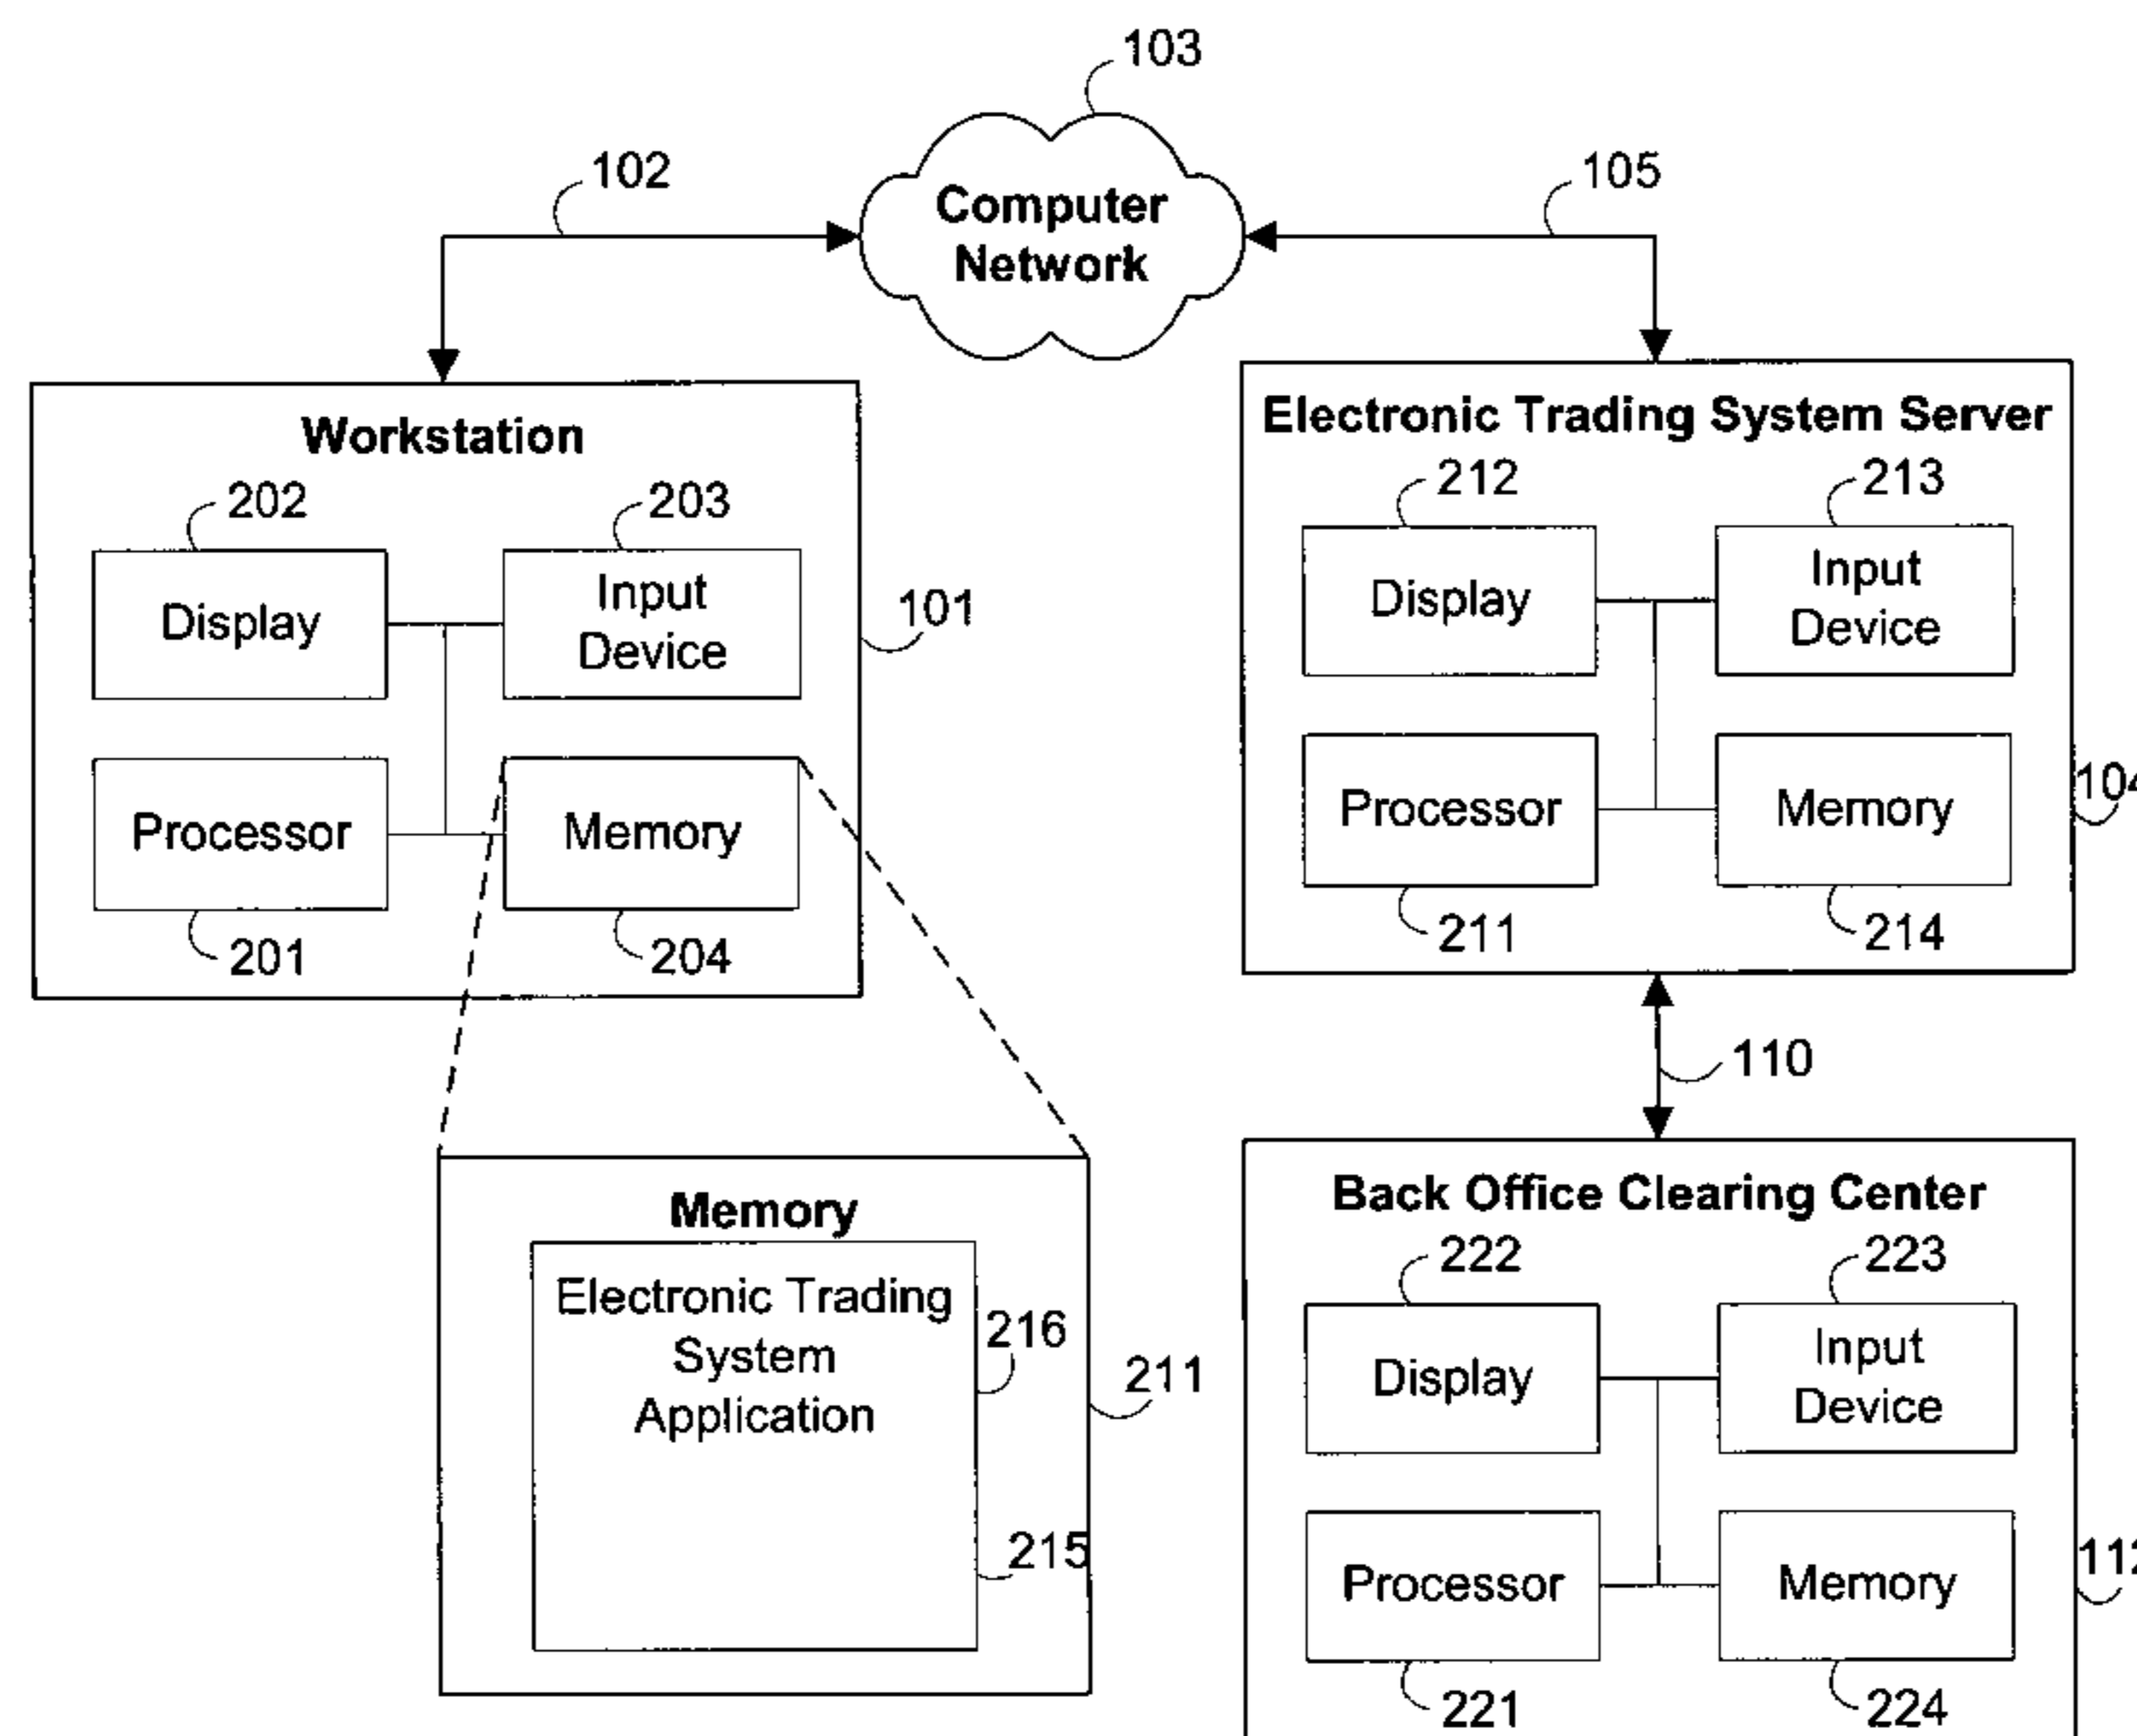 103
102
105
Computer
Network
Workstation
Electronic Trading System Server
202
203
212
213
Display
Input
Device
101
Display
Input
Device
Processor
Memory
Processor
Memory
104
201
204
211
214
110
Memory
Back Office Clearing Center
222
223
Electronic Trading
System
Application
216
211
Display
Input
Device
215
Processor
Memory
112
221
224